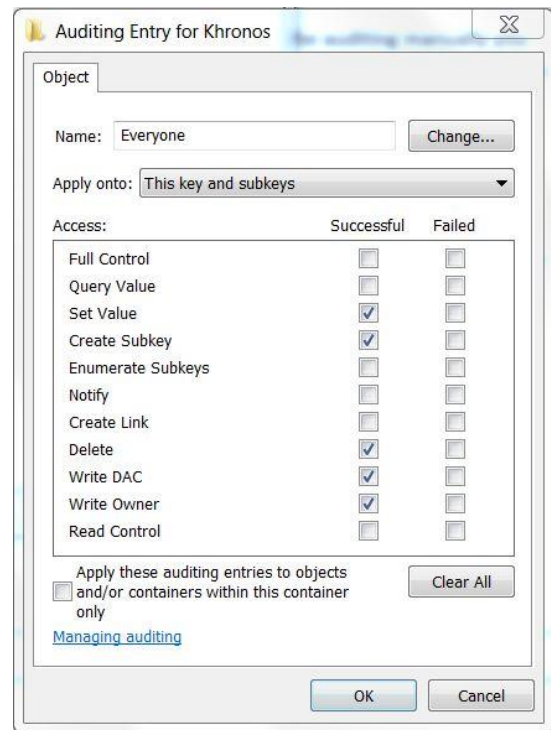 Auditing Entry for Khronos
Object
Name: Everyone Change...
Apply onto: This key and subkeys
Access: Successful Failed
Full Control
Query Value
Set Value
Create Subkey
Enumerate Subkeys
Notify
Create Link
Delete
Write DAC
Write Owner
Read Control
Apply these auditing entries to objects
and/or containers within this container
only
Clear All
Managing auditing
OK Cancel